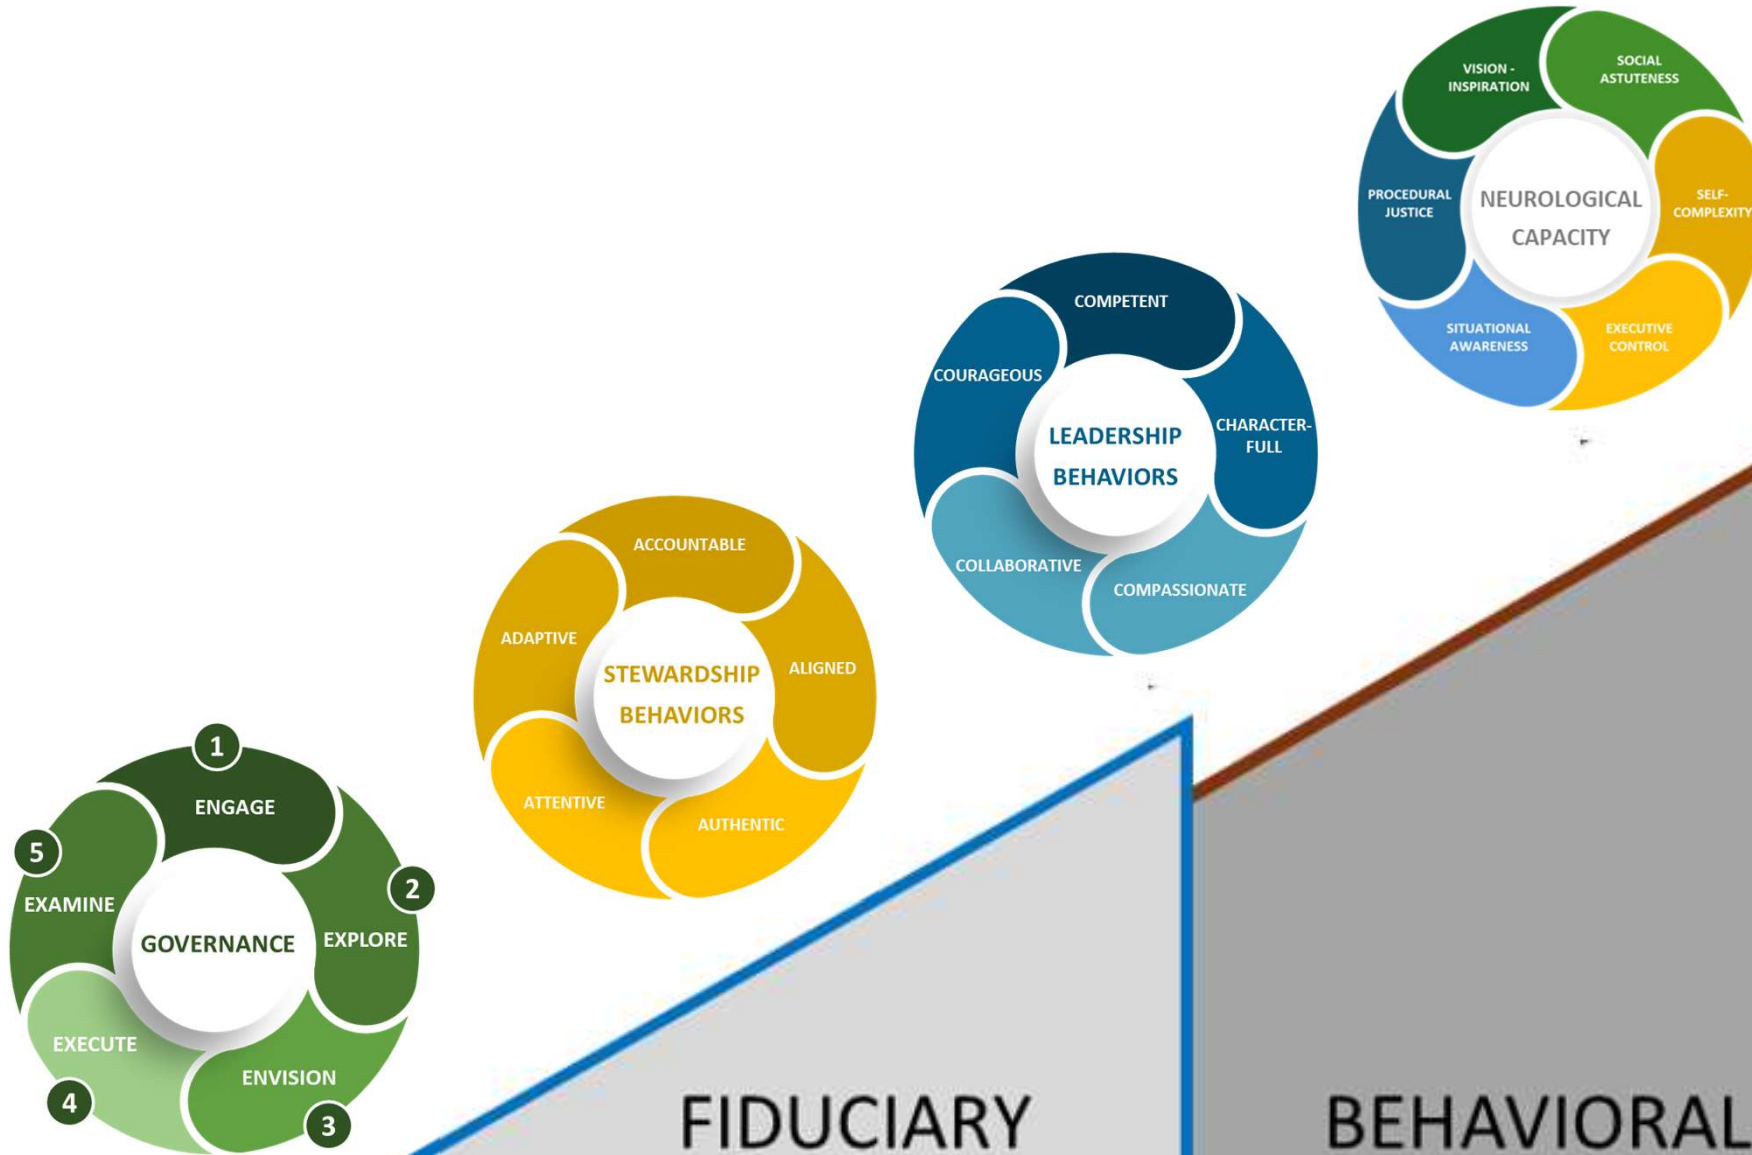 VISION -
INSPIRATION
SOCIAL
ASTUTENESS
SELF-
COMPLEXITY
EXECUTIVE
CONTROL
SITUATIONAL
AWARENESS
PROCEDURAL
JUSTICE
NEUROLOGICAL
CAPACITY
COMPETENT
CHARACTER-
FULL
COMPASSIONATE
COLLABORATIVE
COURAGEOUS
LEADERSHIP
BEHAVIORS
ACCOUNTABLE
ALIGNED
AUTHENTIC
ATTENTIVE
ADAPTIVE
STEWARDSHIP
BEHAVIORS
1
ENGAGE
2
EXPLORE
3
ENVISION
4
EXECUTE
5
EXAMINE
GOVERNANCE
FIDUCIARY
BEHAVIORAL